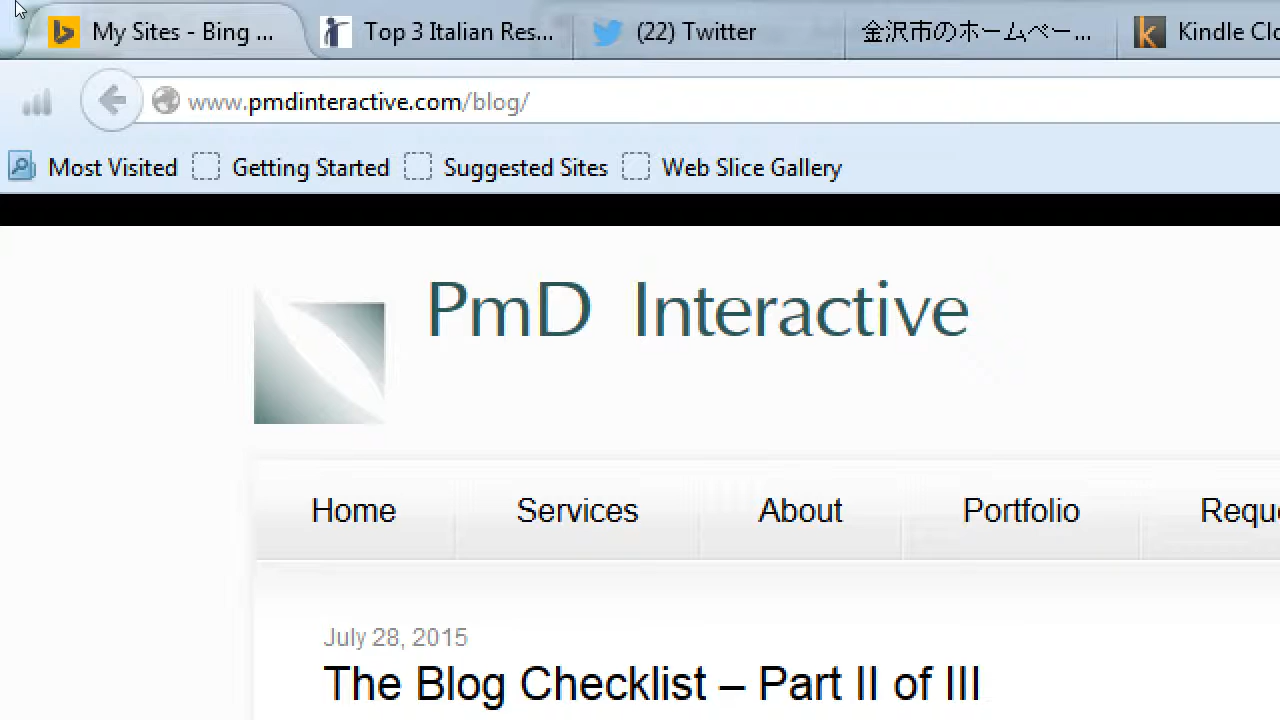 My Sites - Bing ... Top 3 Italian Res... (22) Twitter 金沢市のホームペー... Kindle Clo
www.pmdinteractive.com/blog/
Most Visited Getting Started Suggested Sites Web Slice Gallery
PmD Interactive
Home Services About Portfolio Reque
July 28, 2015
The Blog Checklist – Part II of III